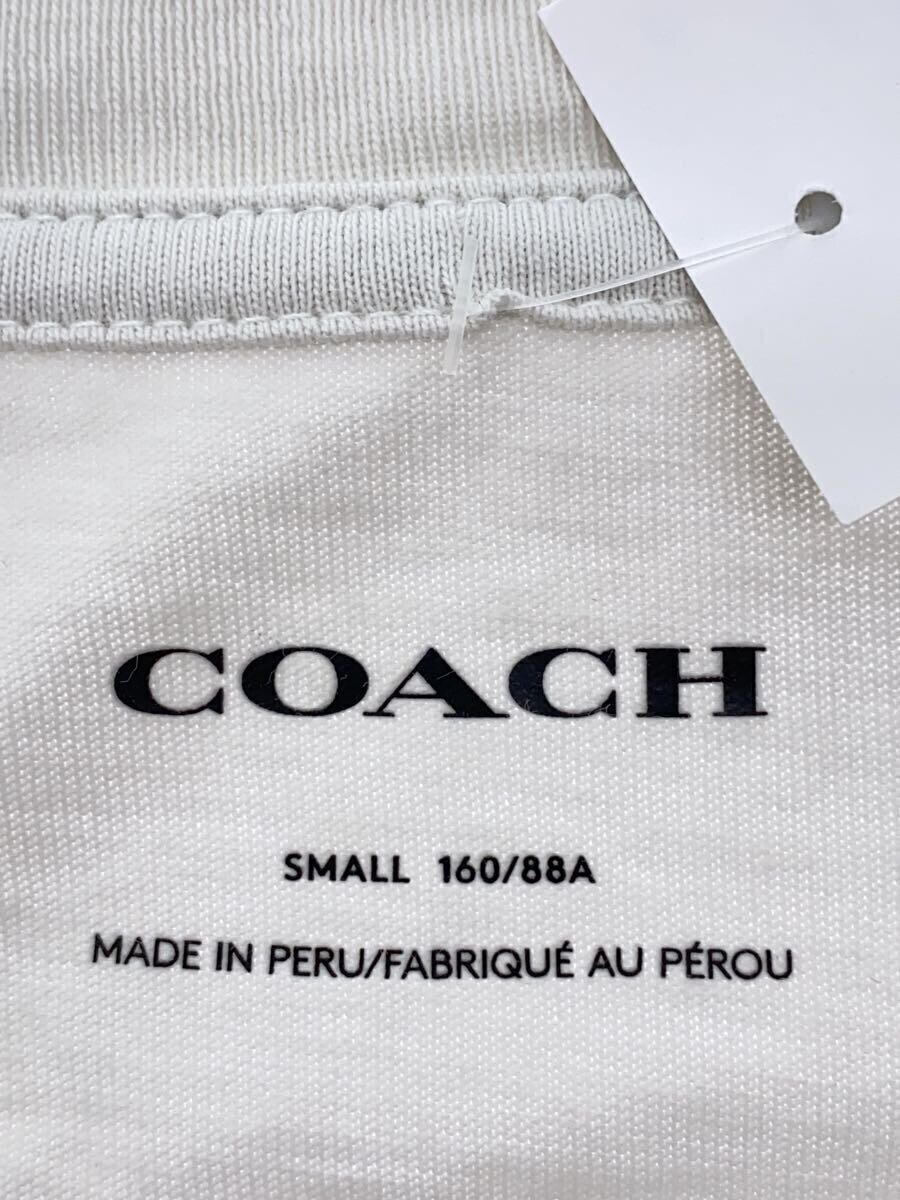 COACH
SMALL 160/88A
MADE IN PERU/FABRIQUÉ AU PÉROU